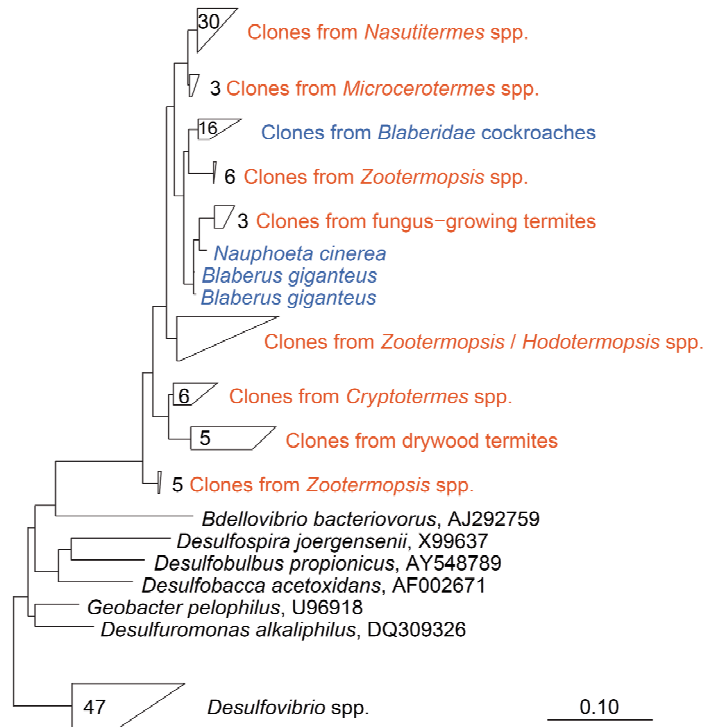 30 Clones from Nasutitermes spp.
3 Clones from Microcerotermes spp.
16 Clones from Blaberidae cockroaches
6 Clones from Zootermopsis spp.
3 Clones from fungus-growing termites
Nauphoeta cinerea
Blaberus giganteus
Blaberus giganteus
Clones from Zootermopsis / Hodotermopsis spp.
6 Clones from Cryptotermes spp.
5 Clones from drywood termites
5 Clones from Zootermopsis spp.
Bdellovibrio bacteriovorus, AJ292759
Desulfospira joergensenii, X99637
Desulfobulbus propionicus, AY548789
Desulfobacca acetoxidans, AF002671
Geobacter pelophilus, U96918
Desulfuromonas alkaliphilus, DQ309326
47 Desulfovibrio spp.
0.10